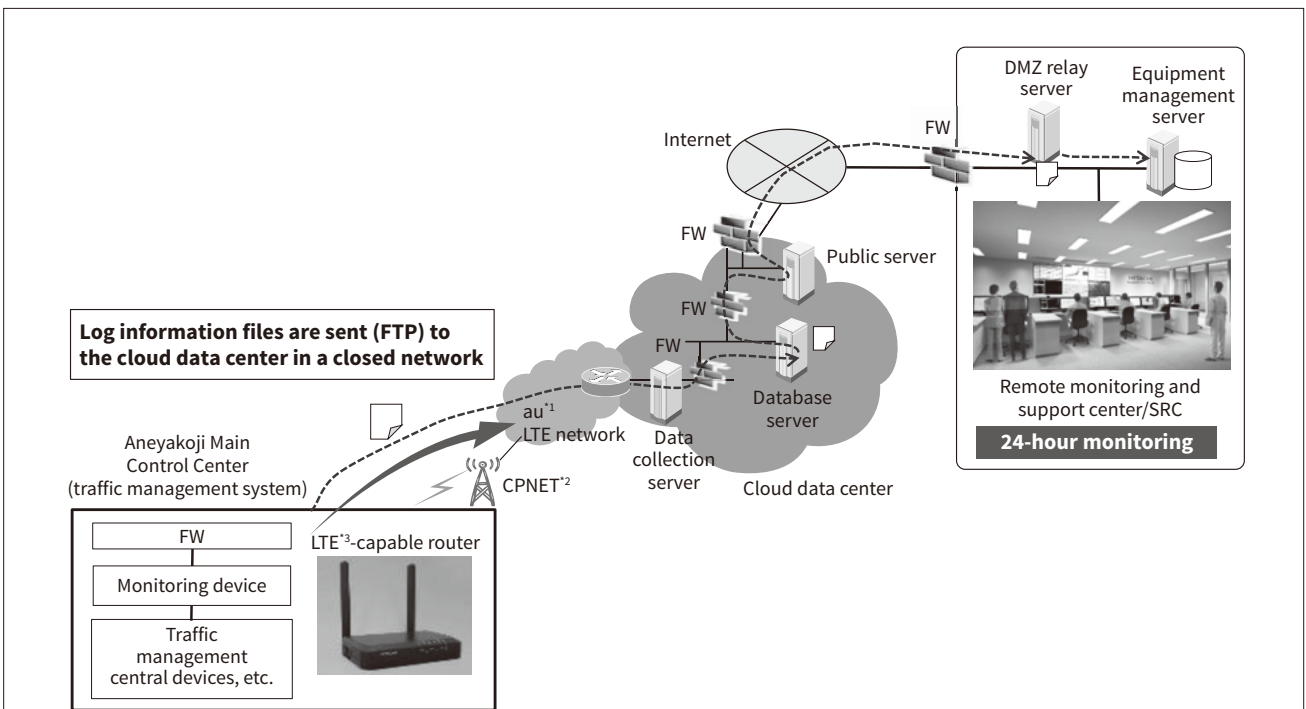 DMZ relay
server
Equipment
management
server
FW
Internet
FW
Public server
FW
Log information files are sent (FTP) to
the cloud data center in a closed network
FW
Database
server
Remote monitoring and
support center/SRC
24-hour monitoring
au*1
LTE network
Data
collection
server
Cloud data center
Aneyakoji Main
Control Center
(traffic management system)
CPNET*2
FW
LTE*3-capable router
Monitoring device
Traffic
management
central devices, etc.